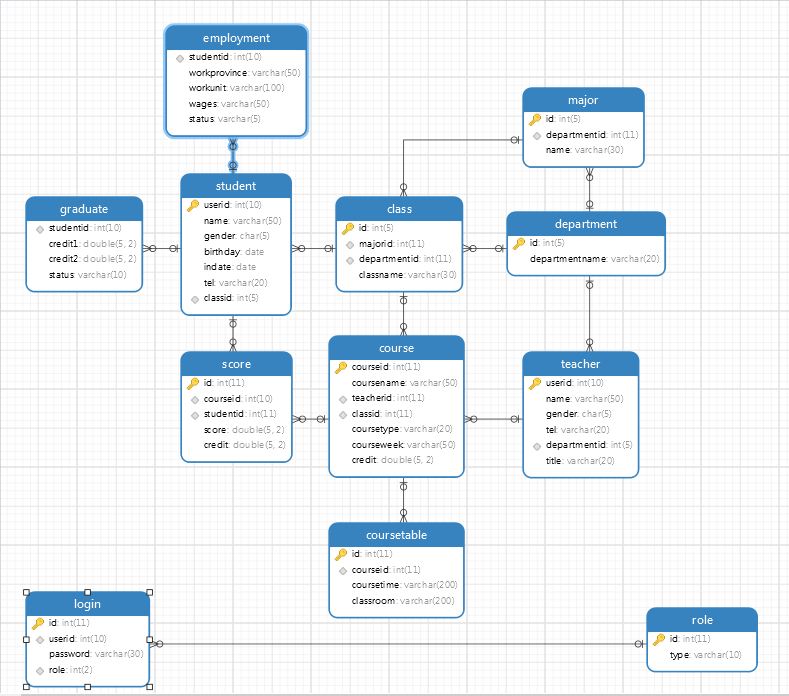 employment
studentid: int(10)
workprovince: varchar(50)
workunit: varchar(100)
wages: varchar(50)
status: varchar(5)
major
id: int(5)
departmentid: int(11)
name: varchar(30)
graduate
studentid: int(10)
credit1: double(5, 2)
credit2: double(5, 2)
status: varchar(10)
student
userid: int(10)
name: varchar(50)
gender: char(5)
birthday: date
indate: date
tel: varchar(20)
classid: int(5)
class
id: int(5)
majorid: int(11)
departmentid: int(11)
classname: varchar(30)
department
id: int(5)
departmentname: varchar(20)
score
id: int(11)
courseid: int(10)
studentid: int(11)
score: double(5, 2)
credit: double(5, 2)
course
courseid: int(11)
coursename: varchar(50)
teacherid: int(11)
classid: int(11)
coursetype: varchar(20)
courseweek: varchar(50)
credit: double(5, 2)
teacher
userid: int(10)
name: varchar(50)
gender: char(5)
tel: varchar(20)
departmentid: int(5)
title: varchar(20)
coursetable
id: int(11)
courseid: int(11)
coursetime: varchar(200)
classroom: varchar(200)
login
id: int(11)
userid: int(10)
password: varchar(30)
role: int(2)
role
id: int(11)
type: varchar(10)